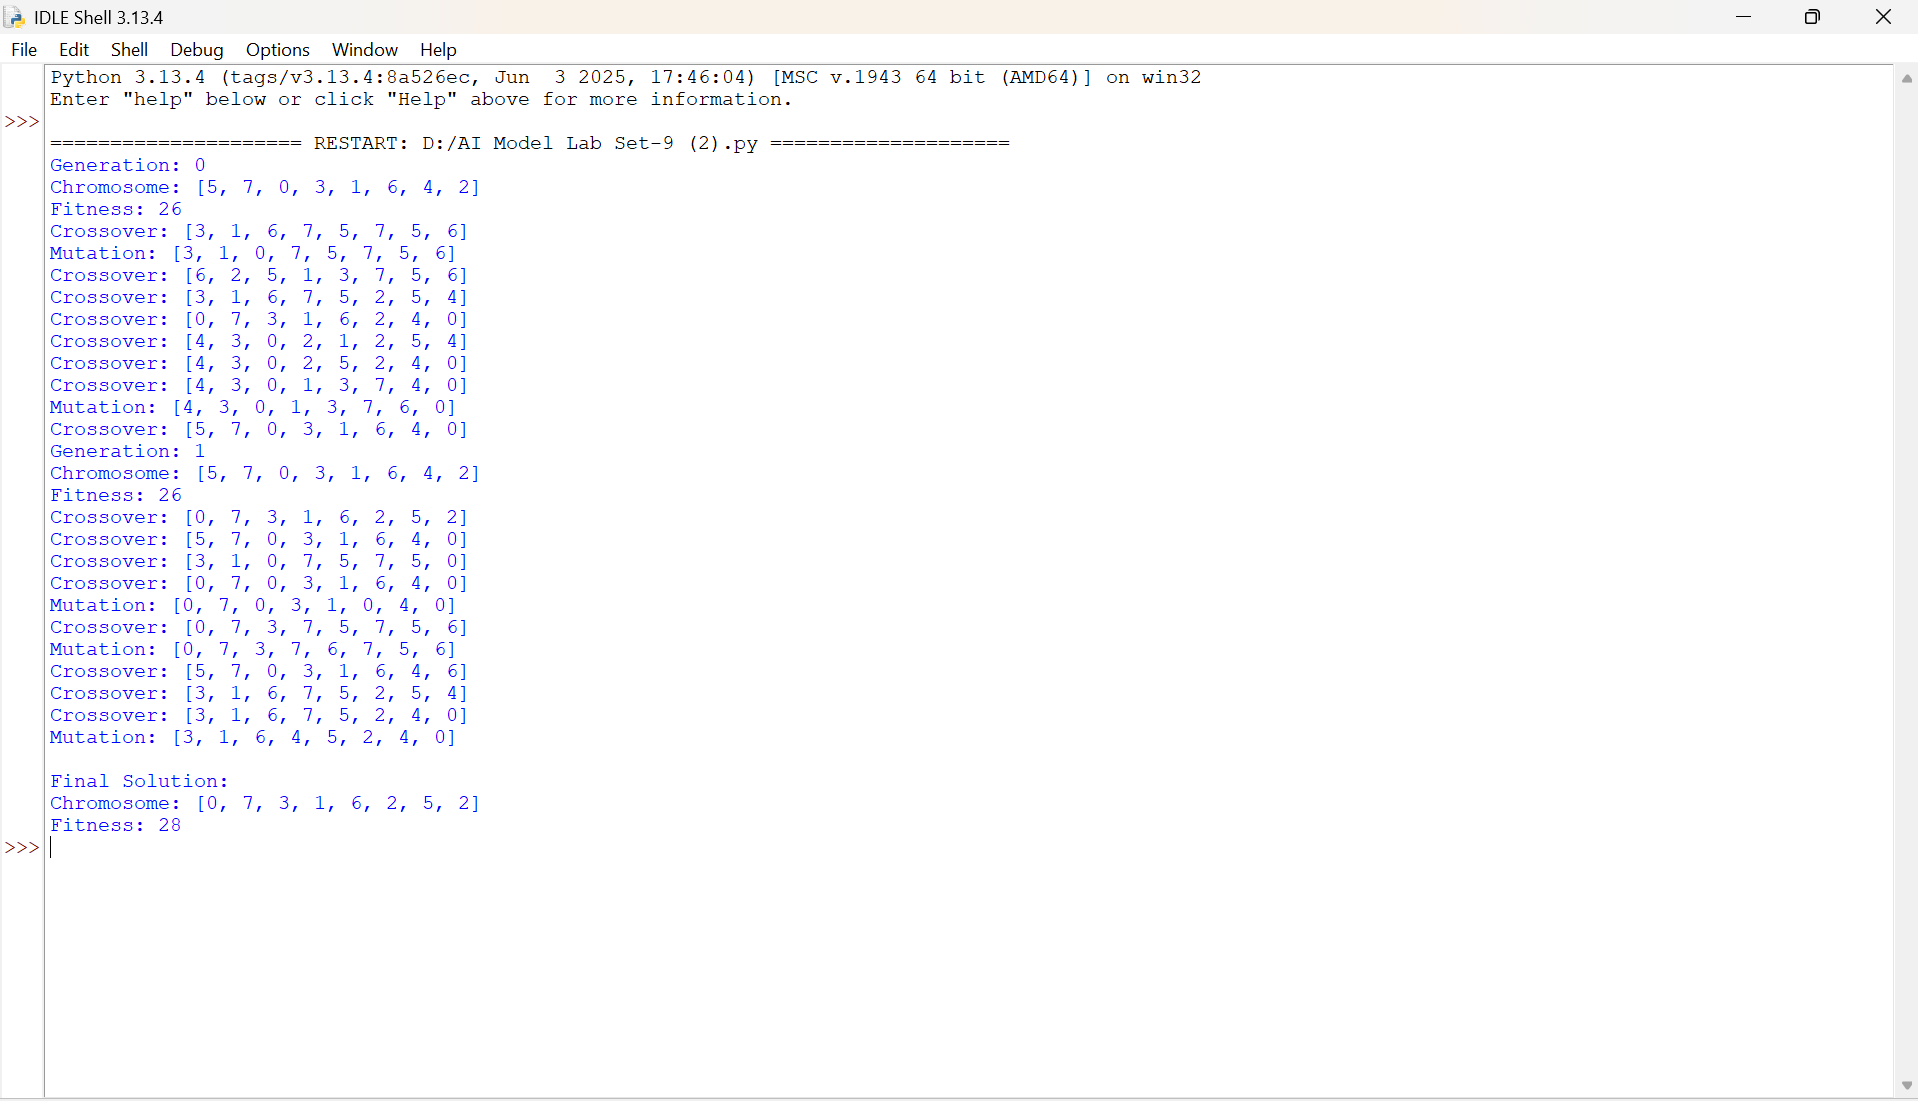 IDLE Shell 3.13.4
File Edit Shell Debug Options Window Help
Python 3.13.4 (tags/v3.13.4:8a526ec, Jun  3 2025, 17:46:04) [MSC v.1943 64 bit (AMD64)] on win32
Enter "help" below or click "Help" above for more information.
>>>
===================== RESTART: D:/AI Model Lab Set-9 (2).py ====================
Generation: 0
Chromosome: [5, 7, 0, 3, 1, 6, 4, 2]
Fitness: 26
Crossover: [3, 1, 6, 7, 5, 7, 5, 6]
Mutation: [3, 1, 0, 7, 5, 7, 5, 6]
Crossover: [6, 2, 5, 1, 3, 7, 5, 6]
Crossover: [3, 1, 6, 7, 5, 2, 5, 4]
Crossover: [0, 7, 3, 1, 6, 2, 4, 0]
Crossover: [4, 3, 0, 2, 1, 2, 5, 4]
Crossover: [4, 3, 0, 2, 5, 2, 4, 0]
Crossover: [4, 3, 0, 1, 3, 7, 4, 0]
Mutation: [4, 3, 0, 1, 3, 7, 6, 0]
Crossover: [5, 7, 0, 3, 1, 6, 4, 0]
Generation: 1
Chromosome: [5, 7, 0, 3, 1, 6, 4, 2]
Fitness: 26
Crossover: [0, 7, 3, 1, 6, 2, 5, 2]
Crossover: [5, 7, 0, 3, 1, 6, 4, 0]
Crossover: [3, 1, 0, 7, 5, 7, 5, 0]
Crossover: [0, 7, 0, 3, 1, 6, 4, 0]
Mutation: [0, 7, 0, 3, 1, 0, 4, 0]
Crossover: [0, 7, 3, 7, 5, 7, 5, 6]
Mutation: [0, 7, 3, 7, 6, 7, 5, 6]
Crossover: [5, 7, 0, 3, 1, 6, 4, 6]
Crossover: [3, 1, 6, 7, 5, 2, 5, 4]
Crossover: [3, 1, 6, 7, 5, 2, 4, 0]
Mutation: [3, 1, 6, 4, 5, 2, 4, 0]
Final Solution:
Chromosome: [0, 7, 3, 1, 6, 2, 5, 2]
Fitness: 28
>>>